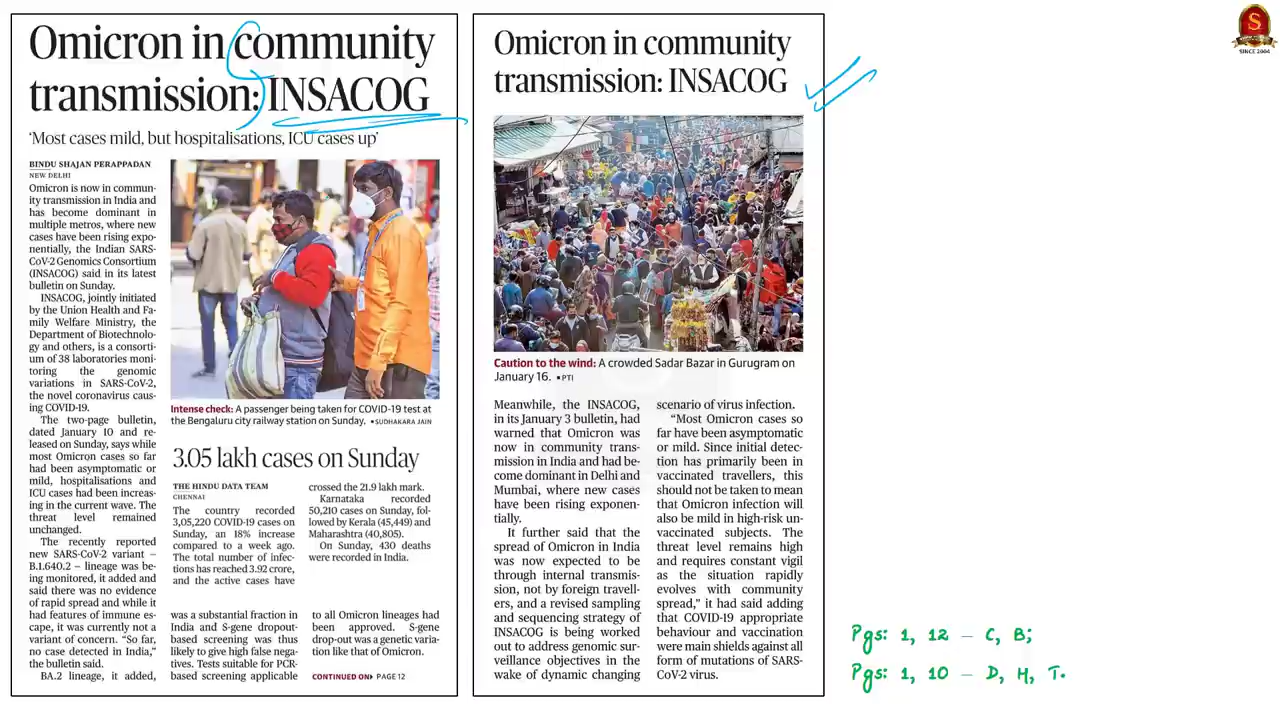 Omicron in community
transmission: INSACOG
‘Most cases mild, but hospitalisations, ICU cases up’
BINDU SHAJAN PERAPPADAN
NEW DELHI
Omicron is now in commun-
ity transmission in India and
has become dominant in
multiple metros, where new
cases have been rising expo-
nentially, the Indian SARS-
CoV-2 Genomics Consortium
(INSACOG) said in its latest
bulletin on Sunday.
INSACOG, jointly initiated
by the Union Health and Fa-
mily Welfare Ministry, the
Department of Biotechnolo-
gy and others, is a consorti-
um of 38 laboratories moni-
toring the genomic
variations in SARS-CoV-2,
the novel coronavirus caus-
ing COVID-19.
The two-page bulletin,
dated January 10 and re-
leased on Sunday, says while
most Omicron cases so far
had been asymptomatic or
mild, hospitalisations and
ICU cases had been increas-
ing in the current wave. The
threat level remained
unchanged.
The recently reported
new SARS-CoV-2 variant –
B.1.640.2 – lineage was be-
ing monitored, it added and
said there was no evidence
of rapid spread and while it
had features of immune es-
cape, it was currently not a
variant of concern. “So far,
no case detected in India,”
the bulletin said.
BA.2 lineage, it added,
Intense check: A passenger being taken for COVID-19 test at
the Bengaluru city railway station on Sunday. •SUDHAKARA JAIN
3.05 lakh cases on Sunday
THE HINDU DATA TEAM
CHENNAI
The country recorded
3,05,220 COVID-19 cases on
Sunday, an 18% increase
compared to a week ago.
The total number of infec-
tions has reached 3.92 crore,
and the active cases have
crossed the 21.9 lakh mark.
Karnataka recorded
50,210 cases on Sunday, fol-
lowed by Kerala (45,449) and
Maharashtra (40,805).
On Sunday, 430 deaths
were recorded in India.
was a substantial fraction in
India and S-gene dropout-
based screening was thus
likely to give high false nega-
tives. Tests suitable for PCR-
based screening applicable
to all Omicron lineages had
been approved. S-gene
drop-out was a genetic varia-
tion like that of Omicron.
CONTINUED ON PAGE 12
Omicron in community
transmission: INSACOG
Caution to the wind: A crowded Sadar Bazar in Gurugram on
January 16. •PTI
Meanwhile, the INSACOG,
in its January 3 bulletin, had
warned that Omicron was
now in community trans-
mission in India and had be-
come dominant in Delhi and
Mumbai, where new cases
have been rising exponen-
tially.
It further said that the
spread of Omicron in India
was now expected to be
through internal transmis-
sion, not by foreign travell-
ers, and a revised sampling
and sequencing strategy of
INSACOG is being worked
out to address genomic sur-
veillance objectives in the
wake of dynamic changing
scenario of virus infection.
“Most Omicron cases so
far have been asymptomatic
or mild. Since initial detec-
tion has primarily been in
vaccinated travellers, this
should not be taken to mean
that Omicron infection will
also be mild in high-risk un-
vaccinated subjects. The
threat level remains high
and requires constant vigil
as the situation rapidly
evolves with community
spread,” it had said adding
that COVID-19 appropriate
behaviour and vaccination
were main shields against all
form of mutations of SARS-
CoV-2 virus.
S
SINCE 2004
Pgs: 1, 12 – C, B;
Pgs: 1, 10 – D, H, T.